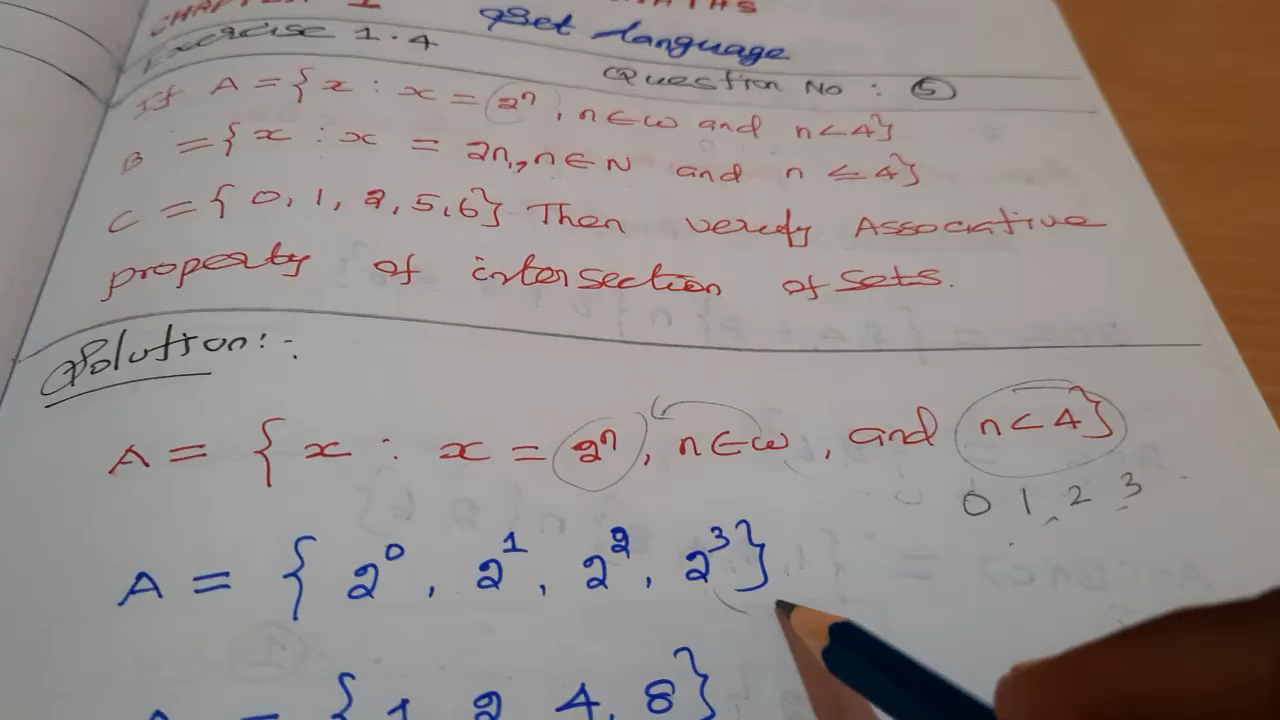 Set language
Exercise 1.4
Question No : 5
If A = {x : x = 2ⁿ, n ∈ ω and n < 4}
B = {x : x = 2n, n ∈ N and n ≤ 4}
C = {0, 1, 2, 5, 6} Then verify Associative
property of intersection of sets.
Solution:-
A = {x : x = 2ⁿ, n ∈ ω, and n < 4}
0 1 2 3
A = {2⁰, 2¹, 2², 2³}
A = {1, 2, 4, 8}